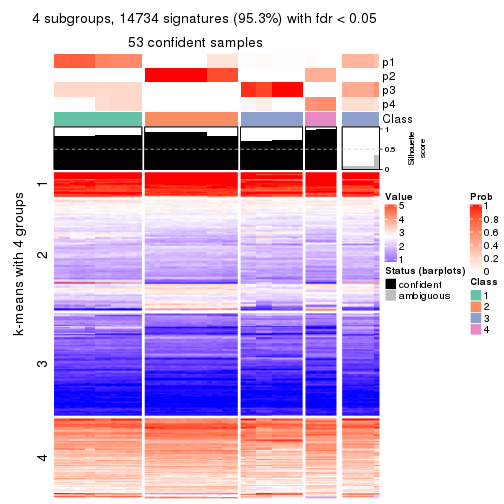 4 subgroups, 14734 signatures (95.3%) with fdr < 0.05
53 confident samples
p1
p2
p3
p4
Class
1
0.5
0
Silhouette
score
k-means with 4 groups
1
2
3
4
Value
5
4
3
2
1
Status (barplots)
confident
ambiguous
Prob
1
0.8
0.6
0.4
0.2
0
Class
1
2
3
4